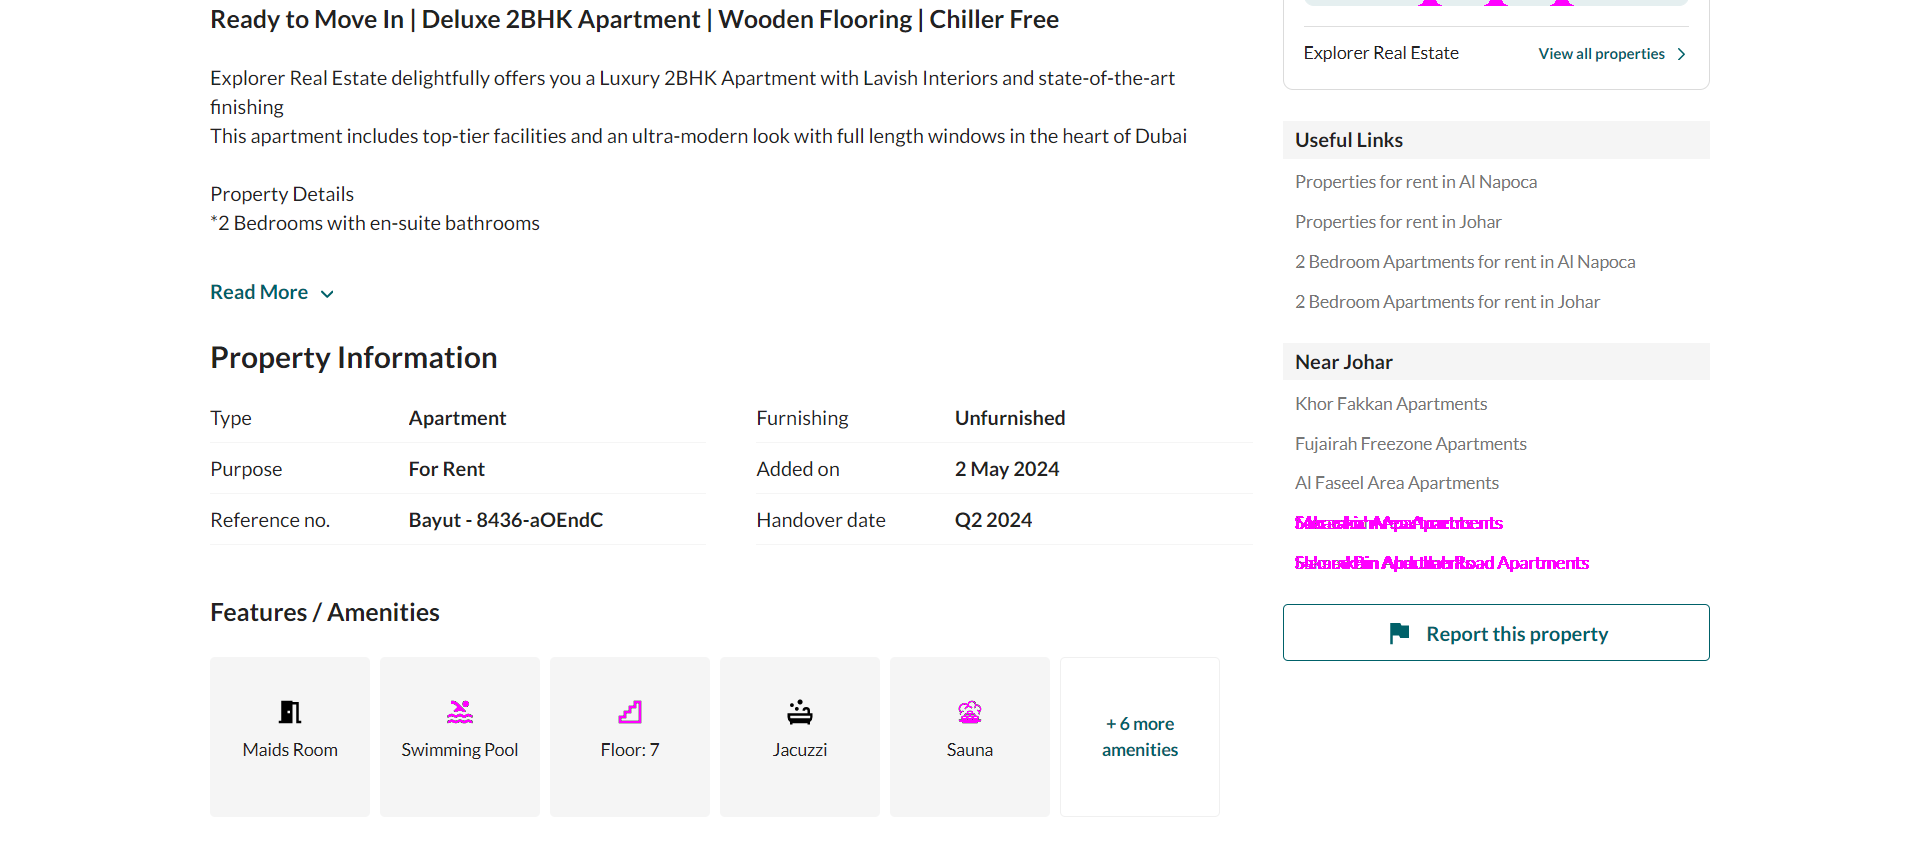 Ready to Move In | Deluxe 2BHK Apartment | Wooden Flooring | Chiller Free
Explorer Real Estate delightfully offers you a Luxury 2BHK Apartment with Lavish Interiors and state-of-the-art
finishing
This apartment includes top-tier facilities and an ultra-modern look with full length windows in the heart of Dubai
Property Details
*2 Bedrooms with en-suite bathrooms
Read More
Property Information
Type Apartment
Furnishing Unfurnished
Purpose For Rent
Added on 2 May 2024
Reference no. Bayut - 8436-aOEndC
Handover date Q2 2024
Features / Amenities
Maids Room
Swimming Pool
Floor: 7
Jacuzzi
Sauna
+ 6 more
amenities
Explorer Real Estate View all properties
Useful Links
Properties for rent in Al Napoca
Properties for rent in Johar
2 Bedroom Apartments for rent in Al Napoca
2 Bedroom Apartments for rent in Johar
Near Johar
Khor Fakkan Apartments
Fujairah Freezone Apartments
Al Faseel Area Apartments
Road Apartments
Report this property